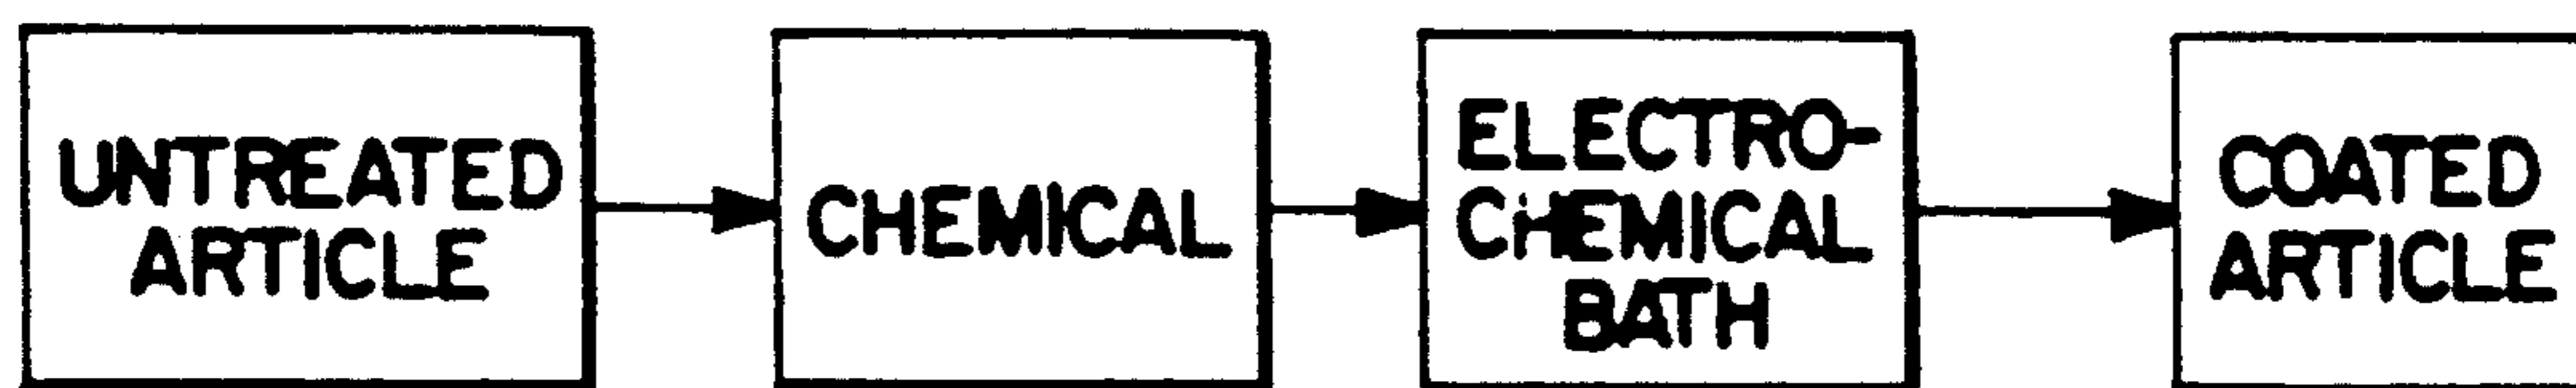 UNTREATED
ARTICLE
CHEMICAL
ELECTRO-
CHEMICAL
BATH
COATED
ARTICLE